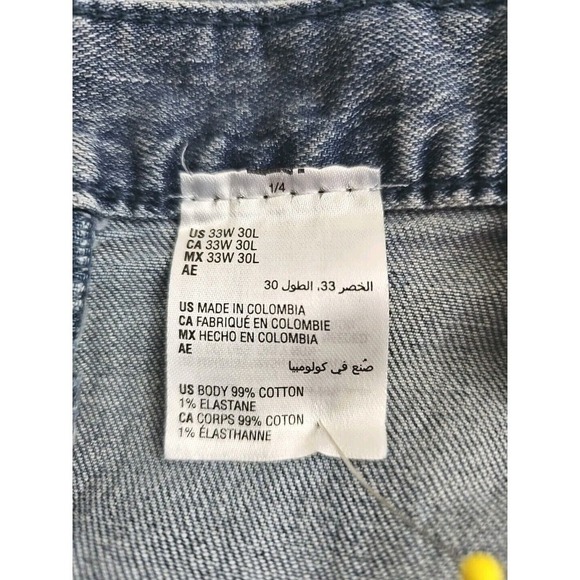 1/4
US 33W 30L
CA 33W 30L
MX 33W 30L
AE
الخصر 33، الطول 30
US MADE IN COLOMBIA
CA FABRIQUÉ EN COLOMBIE
MX HECHO EN COLOMBIA
AE
صُنع في كولومبيا
US BODY 99% COTTON
1% ELASTANE
CA CORPS 99% COTON
1% ÉLASTHANNE